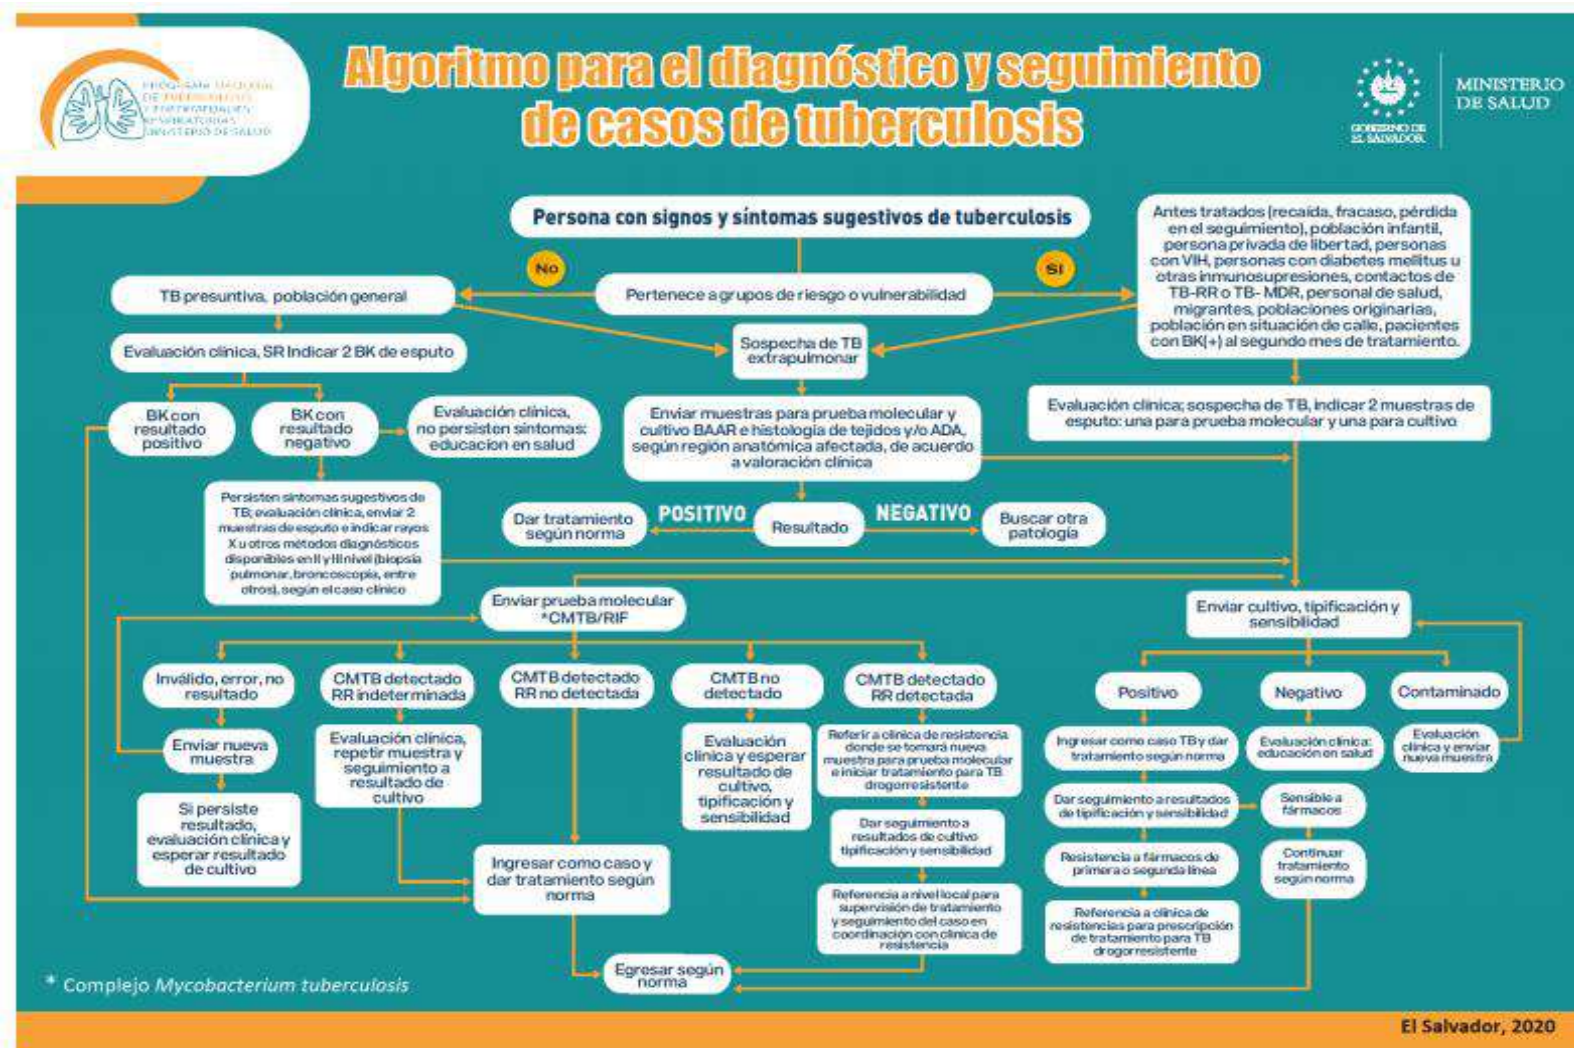 PROGRAMA NACIONAL
DE TUBERCULOSIS
Y ENFERMEDADES
RESPIRATORIAS
MINISTERIO DE SALUD
Algoritmo para el diagnóstico y seguimiento
de casos de tuberculosis
GOBIERNO DE
EL SALVADOR
MINISTERIO
DE SALUD
Persona con signos y síntomas sugestivos de tuberculosis
No
Pertenece a grupos de riesgo o vulnerabilidad
SI
Antes tratados (recaída, fracaso, pérdida
en el seguimiento), población infantil,
persona privada de libertad, personas
con VIH, personas con diabetes mellitus u
otras inmunosupresiones, contactos de
TB-RR o TB- MDR, personal de salud,
migrantes, poblaciones originarias,
población en situación de calle, pacientes
con BK(+) al segundo mes de tratamiento.
TB presuntiva, población general
Evaluación clínica, SR Indicar 2 BK de esputo
Sospecha de TB
extrapulmonar
BK con
resultado
positivo
BK con
resultado
negativo
Evaluación clínica,
no persisten síntomas:
educacion en salud
Enviar muestras para prueba molecular y
cultivo BAAR e histología de tejidos y/o ADA,
según región anatómica afectada, de acuerdo
a valoración clínica
Evaluación clínica; sospecha de TB, indicar 2 muestras de
esputo: una para prueba molecular y una para cultivo
Persisten síntomas sugestivos de
TB; evaluación clínica, enviar 2
muestras de esputo e indicar rayos
X u otros métodos diagnósticos
disponibles en II y III nivel (biopsia
pulmonar, broncoscopía, entre
otros), según el caso clínico
Dar tratamiento
según norma
POSITIVO
Resultado
NEGATIVO
Buscar otra
patología
Enviar prueba molecular
*CMTB/RIF
Enviar cultivo, tipificación y
sensibilidad
Inválido, error, no
resultado
CMTB detectado
RR indeterminada
CMTB detectado
RR no detectada
CMTB no
detectado
CMTB detectado
RR detectada
Positivo
Negativo
Contaminado
Enviar nueva
muestra
Evaluación clínica,
repetir muestra y
seguimiento a
resultado de
cultivo
Evaluación
clínica y esperar
resultado de
cultivo,
tipificación y
sensibilidad
Referir a clínica de resistencia
donde se tomará nueva
muestra para prueba molecular
e iniciar tratamiento para TB
drogorresistente
Ingresar como caso TB y dar
tratamiento según norma
Evaluación clínica:
educación en salud
Evaluación
clínica y enviar
nueva muestra
Si persiste
resultado,
evaluación clínica y
esperar resultado
de cultivo
Dar seguimiento a
resultados de cultivo
tipificación y sensibilidad
Dar seguimiento a resultados
de tipificación y sensibilidad
Sensible a
fármacos
Ingresar como caso y
dar tratamiento según
norma
Resistencia a fármacos de
primera o segunda línea
Continuar
tratamiento
según norma
Referencia a nivel local para
supervisión de tratamiento
y seguimiento del caso en
coordinación con clínica de
resistencia
Referencia a clínica de
resistencias para prescripción
de tratamiento para TB
drogorresistente
Egresar según
norma
* Complejo Mycobacterium tuberculosis
El Salvador, 2020